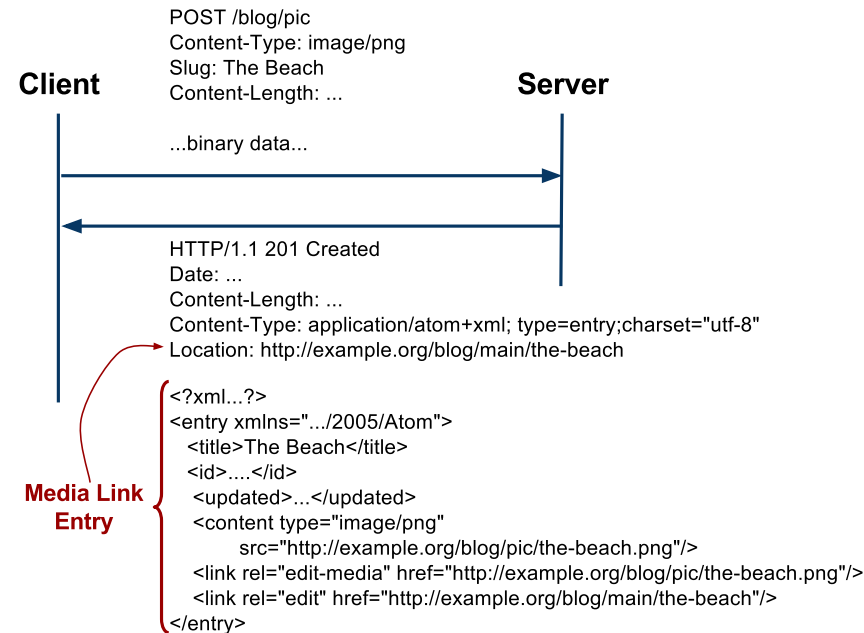 POST /blog/pic
Content-Type: image/png
Slug: The Beach
Content-Length: ...
Client
Server
...binary data...
HTTP/1.1 201 Created
Date: ...
Content-Length: ...
Content-Type: application/atom+xml; type=entry;charset="utf-8"
Location: http://example.org/blog/main/the-beach
<?xml...?>
<entry xmlns=".../2005/Atom">
<title>The Beach</title>
<id>....</id>
<updated>...</updated>
<content type="image/png"
src="http://example.org/blog/pic/the-beach.png"/>
<link rel="edit-media" href="http://example.org/blog/pic/the-beach.png"/>
<link rel="edit" href="http://example.org/blog/main/the-beach"/>
</entry>
Media Link
Entry